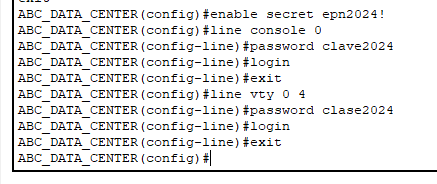 exit
ABC_DATA_CENTER(config)#enable secret epn2024!
ABC_DATA_CENTER(config)#line console 0
ABC_DATA_CENTER(config-line)#password clave2024
ABC_DATA_CENTER(config-line)#login
ABC_DATA_CENTER(config-line)#exit
ABC_DATA_CENTER(config)#line vty 0 4
ABC_DATA_CENTER(config-line)#password clase2024
ABC_DATA_CENTER(config-line)#login
ABC_DATA_CENTER(config-line)#exit
ABC_DATA_CENTER(config)#